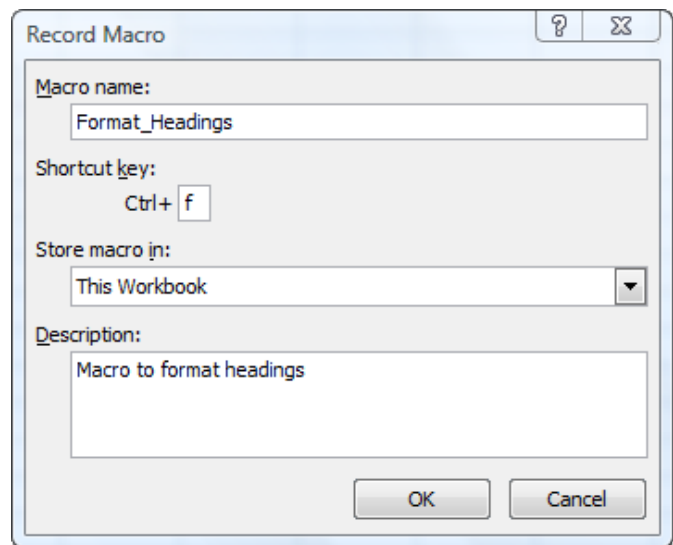 Record Macro
Macro name:
Format_Headings
Shortcut key:
Ctrl+ f
Store macro in:
This Workbook
Description:
Macro to format headings
OK Cancel